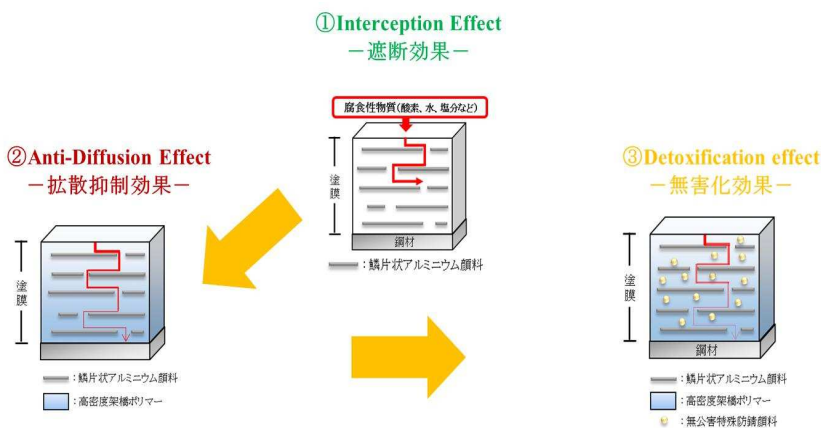 ①Interception Effect
－遮断効果－
腐食性物質(酸素、水、塩分など)
塗膜
鋼材
：鱗片状アルミニウム顔料
②Anti-Diffusion Effect
－拡散抑制効果－
塗膜
：鱗片状アルミニウム顔料
：高密度架橋ポリマー
③Detoxification effect
－無害化効果－
塗膜
鋼材
：鱗片状アルミニウム顔料
：高密度架橋ポリマー
：無公害特殊防錆顔料